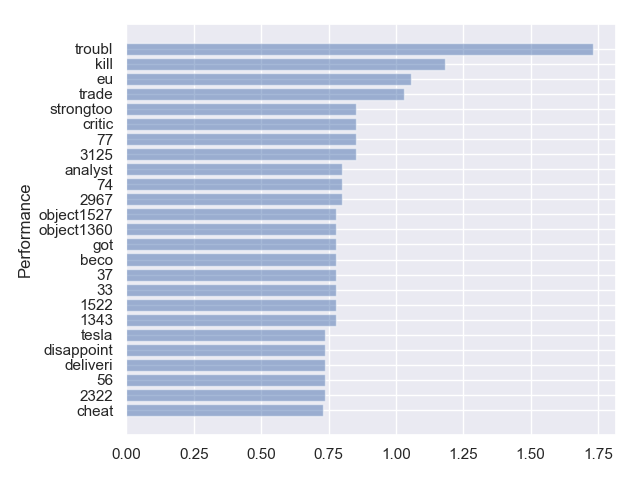 troubl
kill
eu
trade
strongtoo
critic
77
3125
analyst
74
2967
object1527
object1360
got
beco
37
33
1522
1343
tesla
disappoint
deliveri
56
2322
cheat
Performance
0.00 0.25 0.50 0.75 1.00 1.25 1.50 1.75